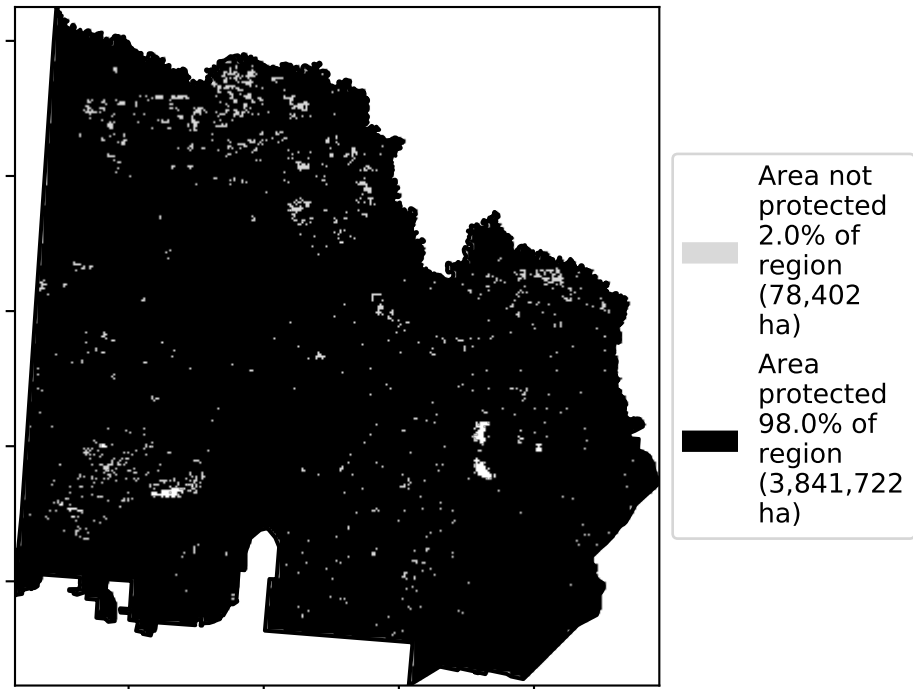 Area not
protected
2.0% of
region
(78,402
ha)
Area
protected
98.0% of
region
(3,841,722
ha)